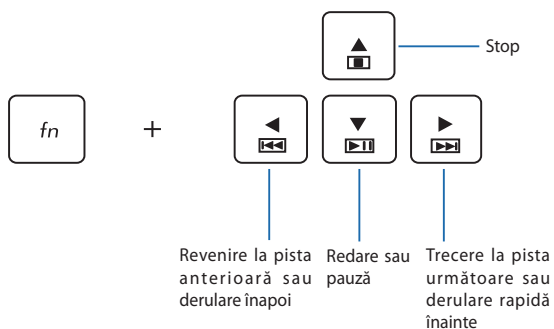 Stop
fn
+
Revenire la pista
anterioară sau
derulare înapoi
Redare sau
pauză
Trecere la pista
următoare sau
derulare rapidă
înainte